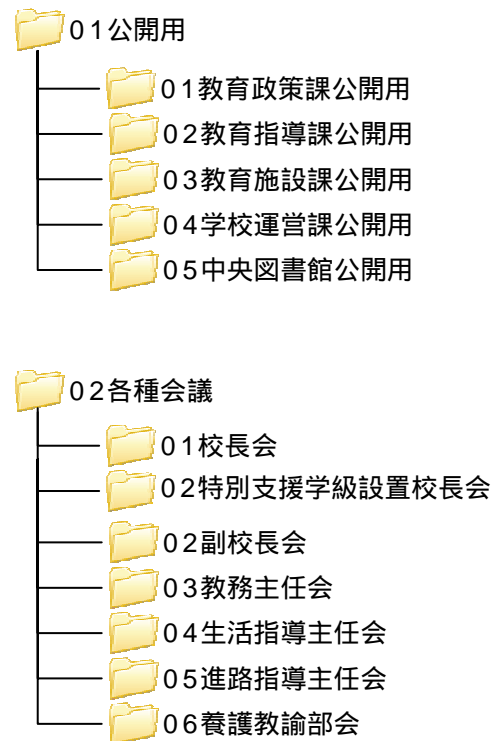 01公開用
01教育政策課公開用
02教育指導課公開用
03教育施設課公開用
04学校運営課公開用
05中央図書館公開用
02各種会議
01校長会
02特別支援学級設置校長会
02副校長会
03教務主任会
04生活指導主任会
05進路指導主任会
06養護教諭部会